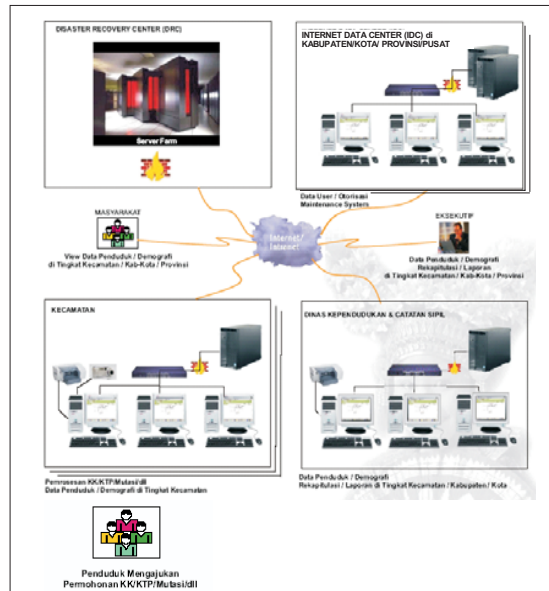 DISASTER RECOVERY CENTER (DRC)
Server Farm
INTERNET DATA CENTER (IDC) di
KABUPATEN/KOTA/ PROVINSI/PUSAT
Data User / Otorisasi
Maintenance System
MASYARAKAT
View Data Penduduk / Demografi
di Tingkat Kecamatan / Kab-Kota / Provinsi
Internet/
EKSEKUTIF
Data Penduduk / Demografi
Rekapitulasi / Laporan
di Tingkat Kecamatan / Kab-Kota / Provinsi
KECAMATAN
Pemrosesan KK/KTP/Mutasi/dll
Data Penduduk / Demografi di Tingkat Kecamatan
DINAS KEPENDUDUKAN & CATATAN SIPIL
Data Penduduk / Demografi
Rekapitulasi / Laporan di Tingkat Kecamatan / Kabupaten / Kota
Penduduk Mengajukan
Permohonan KK/KTP/Mutasi/dll